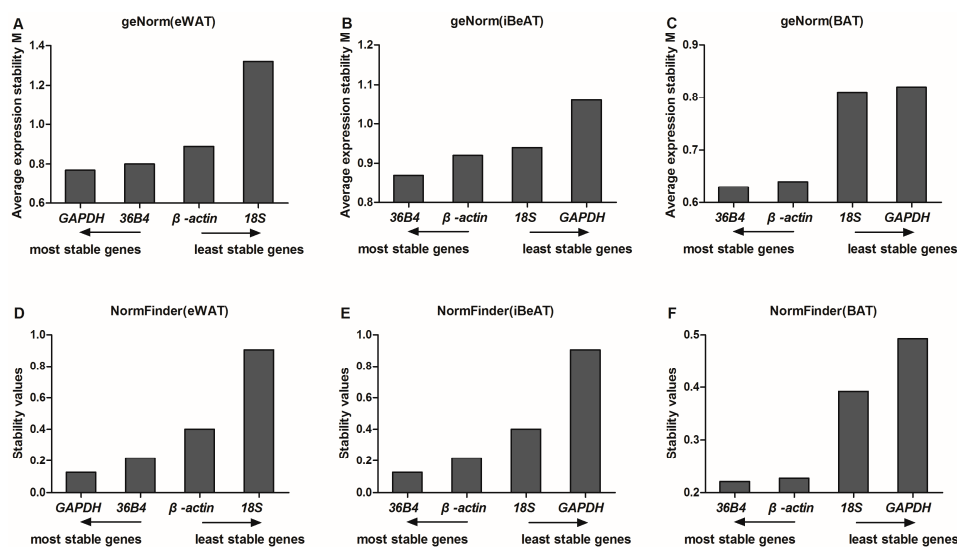 A
geNorm(eWAT)
Average expression stability M
1.4
1.2
1.0
0.8
0.6
GAPDH 36B4 β -actin 18S
most stable genes least stable genes
B
geNorm(iBeAT)
Average expression stability M
1.2
1.1
1.0
0.9
0.8
36B4 β -actin 18S GAPDH
most stable genes least stable genes
C
geNorm(BAT)
Average expression stability M
0.9
0.8
0.7
0.6
36B4 β -actin 18S GAPDH
most stable genes least stable genes
D
NormFinder(eWAT)
Stability values
1.0
0.8
0.6
0.4
0.2
0.0
GAPDH 36B4 β -actin 18S
most stable genes least stable genes
E
NormFinder(iBeAT)
Stability values
1.0
0.8
0.6
0.4
0.2
0.0
36B4 β -actin 18S GAPDH
most stable genes least stable genes
F
NormFinder(BAT)
Stability values
0.5
0.4
0.3
0.2
36B4 β -actin 18S GAPDH
most stable genes least stable genes